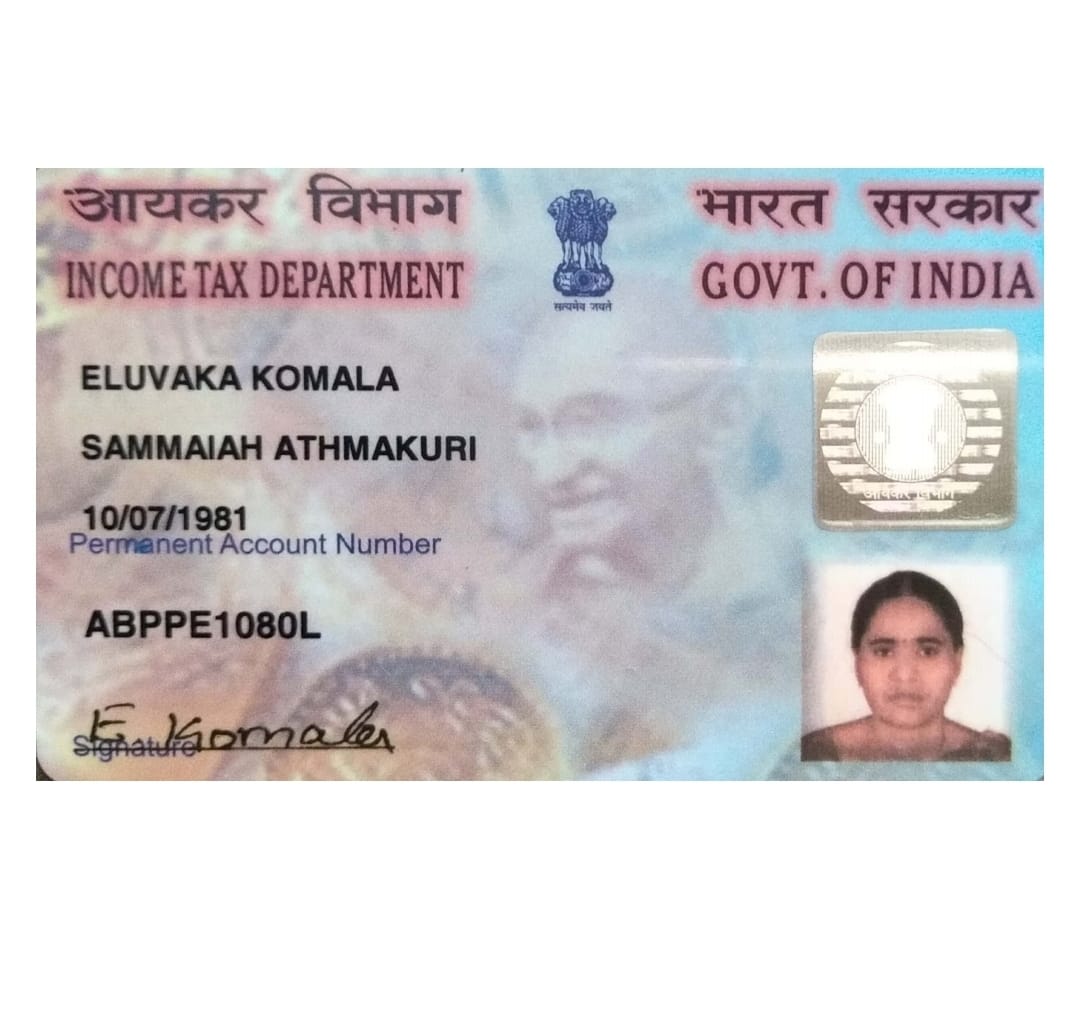 आयकर विभाग
भारत सरकार
INCOME TAX DEPARTMENT
GOVT. OF INDIA
सत्यमेव जयते
ELUVAKA KOMALA
SAMMAIAH ATHMAKURI
आयकर विभाग
10/07/1981
Permanent Account Number
ABPPE1080L
E. Komala
Signature